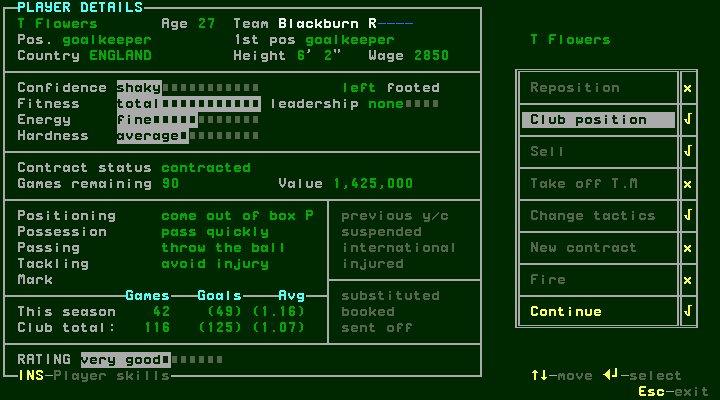 PLAYER DETAILS
T Flowers Age 27 Team Blackburn R----
Pos. goalkeeper 1st pos goalkeeper
Country ENGLAND Height 6' 2" Wage 2850
Confidence shaky left footed
Fitness total leadership none
Energy fine
Hardness average
Contract status contracted
Games remaining 90 Value 1,425,000
Positioning come out of box P
Possession pass quickly
Passing throw the ball
Tackling avoid injury
Mark
previous y/c
suspended
international
injured
Games Goals Avg
This season 42 (49) (1.16)
Club total: 116 (125) (1.07)
substituted
booked
sent off
RATING very good
INS-Player skills
T Flowers
Reposition x
Club position √
Sell √
Take off T.M x
Change tactics √
New contract x
Fire x
Continue √
↑↓-move ◄┘-select
Esc-exit